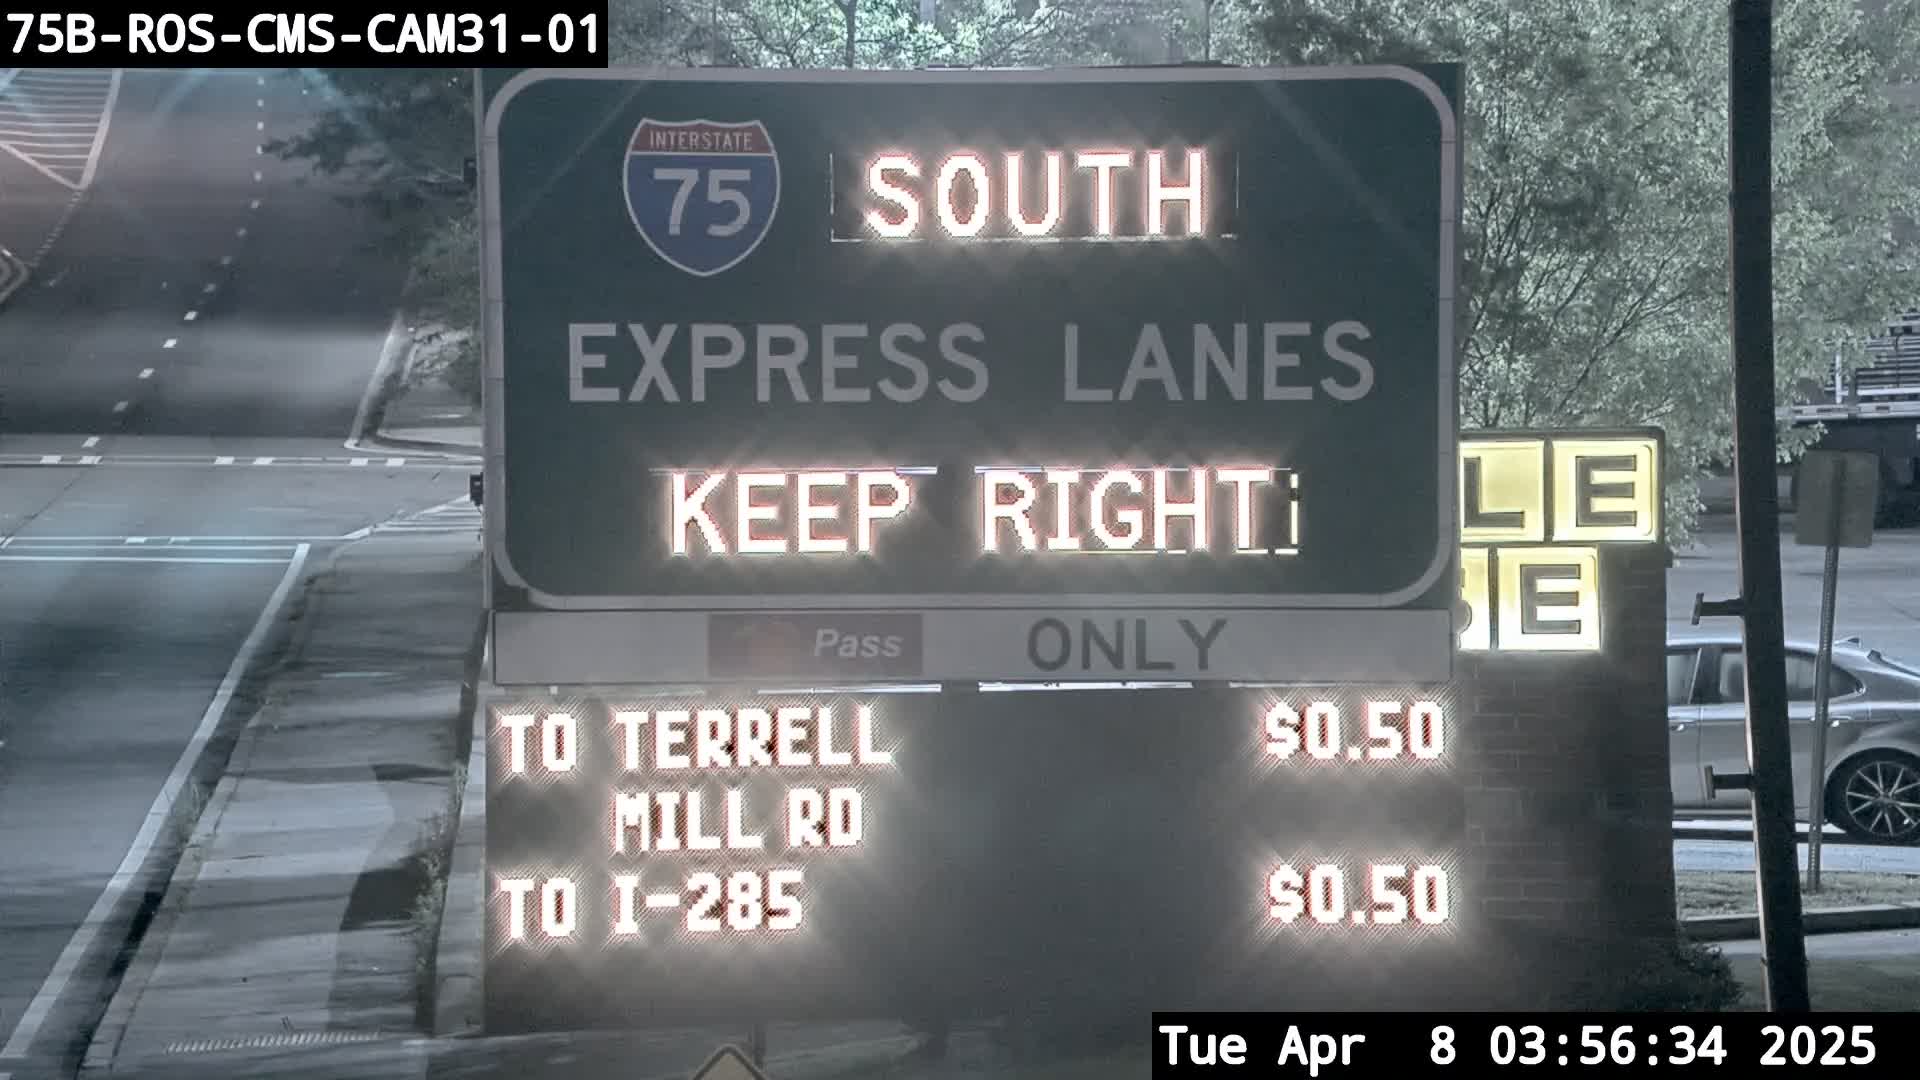 75B-ROS-CMS-CAM31-01
INTERSTATE
75
SOUTH
EXPRESS LANES
KEEP RIGHT
Pass ONLY
TO TERRELL $0.50
MILL RD
TO I-285 $0.50
LE
E
Tue Apr 8 03:56:34 2025